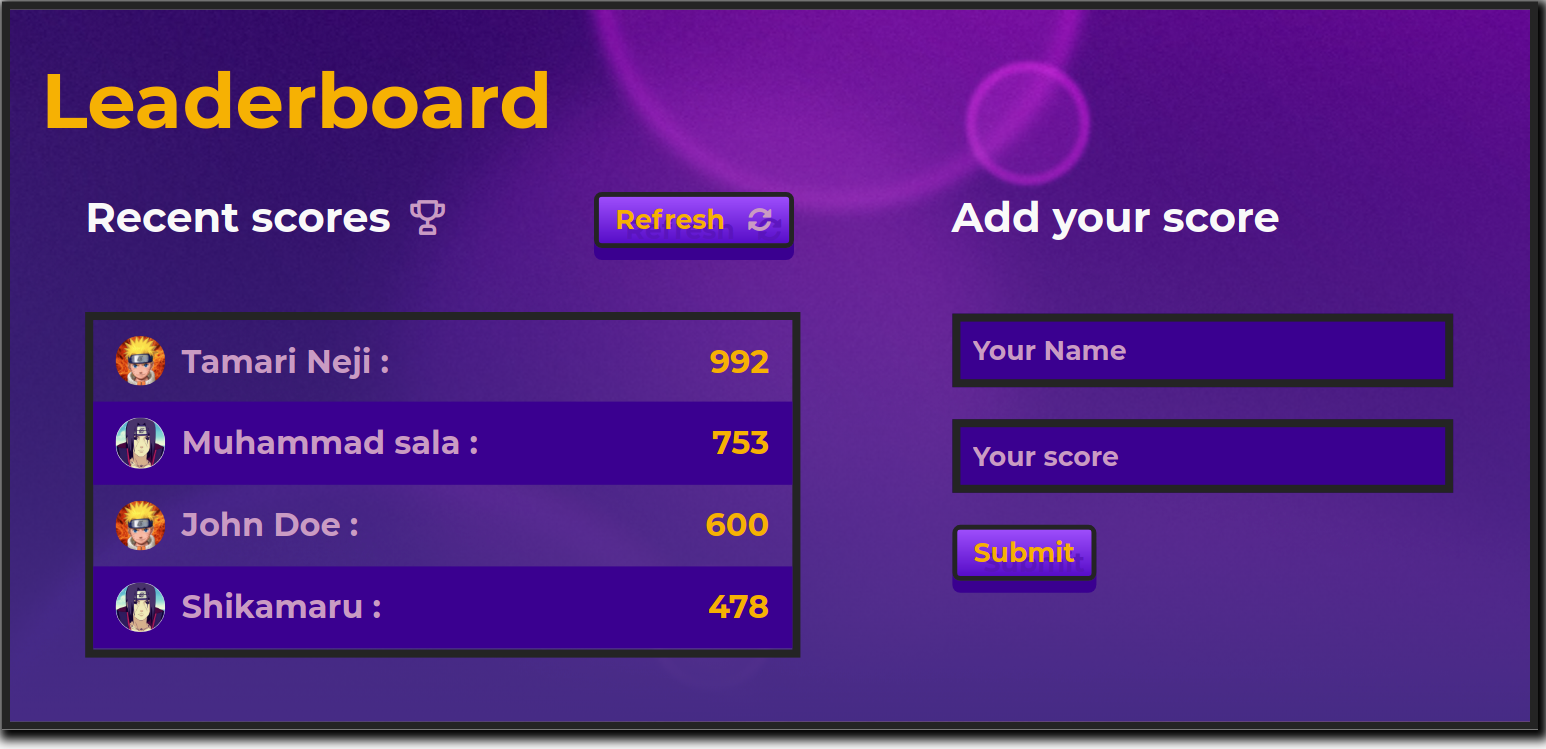 Leaderboard
Recent scores
Refresh
Tamari Neji : 992
Muhammad sala : 753
John Doe : 600
Shikamaru : 478
Add your score
Your Name
Your score
Submit